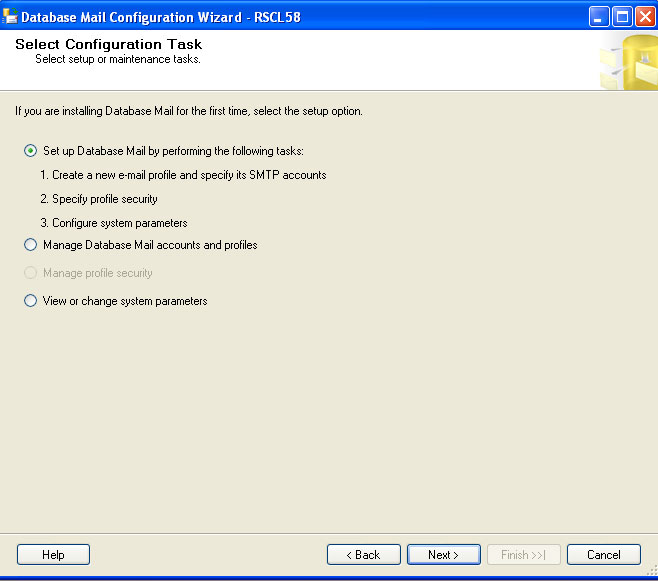 Database Mail Configuration Wizard - RSCL58
Select Configuration Task
Select setup or maintenance tasks.
If you are installing Database Mail for the first time, select the setup option.
Set up Database Mail by performing the following tasks:
1. Create a new e-mail profile and specify its SMTP accounts
2. Specify profile security
3. Configure system parameters
Manage Database Mail accounts and profiles
Manage profile security
View or change system parameters
Help
< Back
Next >
Finish >>|
Cancel